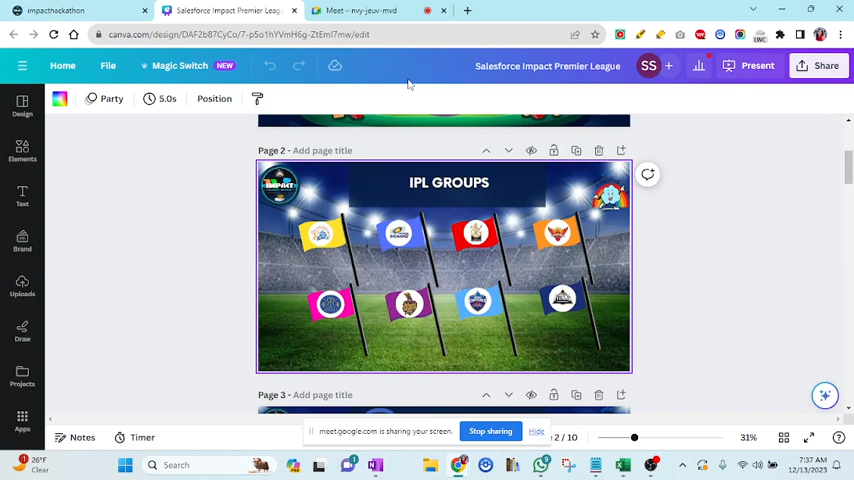 impacthackathon
Salesforce Impact Premier League
Meet – nvy-jeuv-mvd
canva.com/design/DAF2b87CyCo/7-p5o1hYVmH6g-ZtEml7mw/edit
Home
File
Magic Switch
NEW
Salesforce Impact Premier League
SS
Present
Share
Design
Party
5.0s
Position
Elements
Text
Brand
Uploads
Draw
Projects
Apps
Page 2 - Add page title
IPL GROUPS
IMPACT
Page 3 - Add page title
meet.google.com is sharing your screen.
Stop sharing
Hide
Notes
Timer
2 / 10
31%
26°F
Clear
Search
7:37 AM
12/13/2023